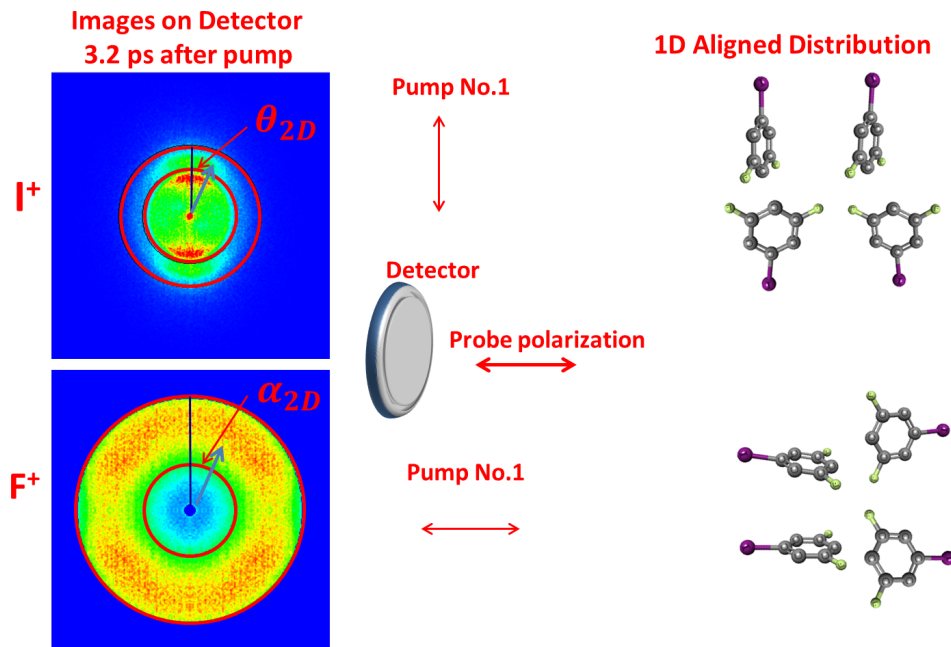 Images on Detector
3.2 ps after pump
1D Aligned Distribution
Pump No.1
θ2D
I+
Detector
Probe polarization
α2D
F+
Pump No.1